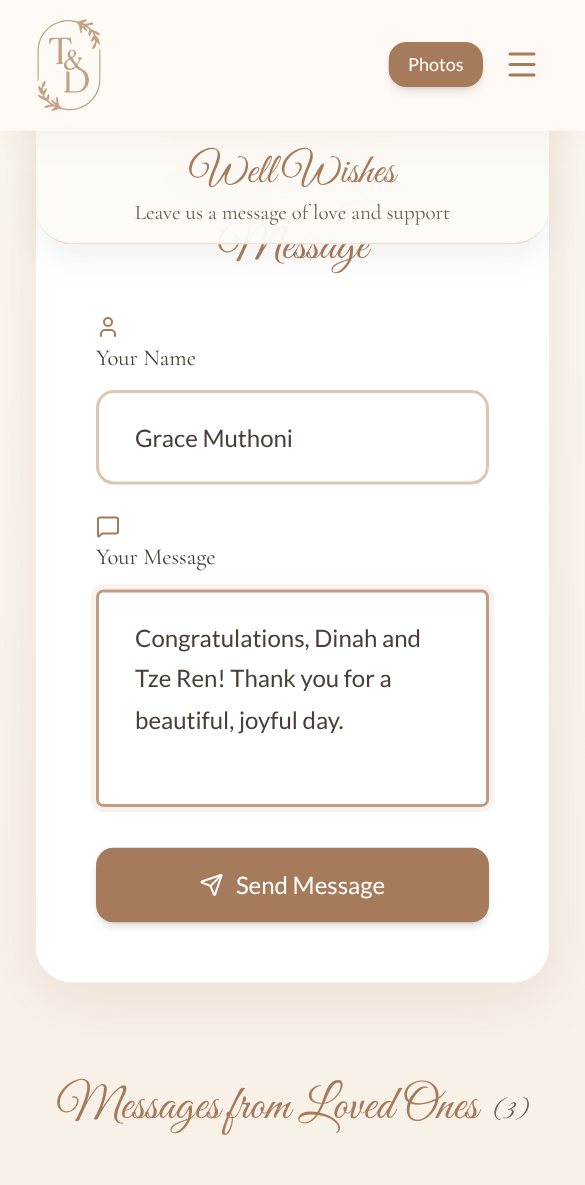 T&D
Photos
Well Wishes
Leave us a message of love and support
Message
Your Name
Grace Muthoni
Your Message
Congratulations, Dinah and
Tze Ren! Thank you for a
beautiful, joyful day.
Send Message
Messages from Loved Ones (3)